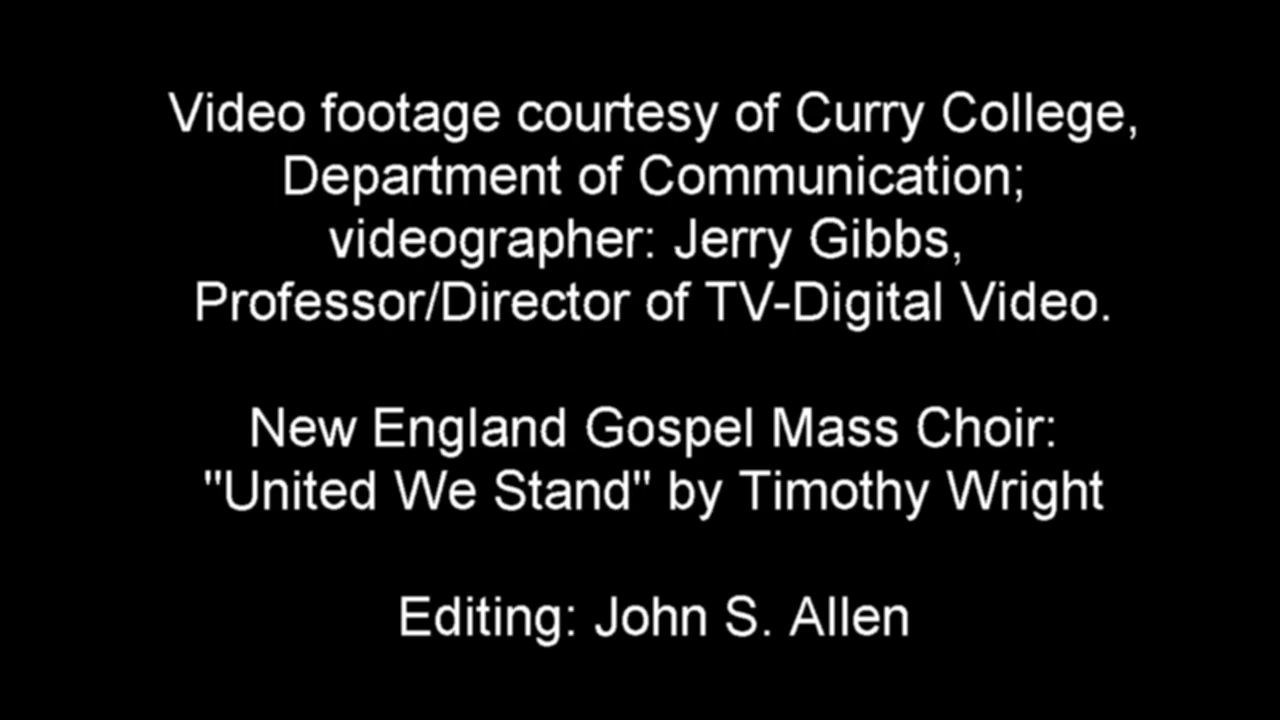 Video footage courtesy of Curry College,
Department of Communication;
videographer: Jerry Gibbs,
Professor/Director of TV-Digital Video.
New England Gospel Mass Choir:
"United We Stand" by Timothy Wright
Editing: John S. Allen